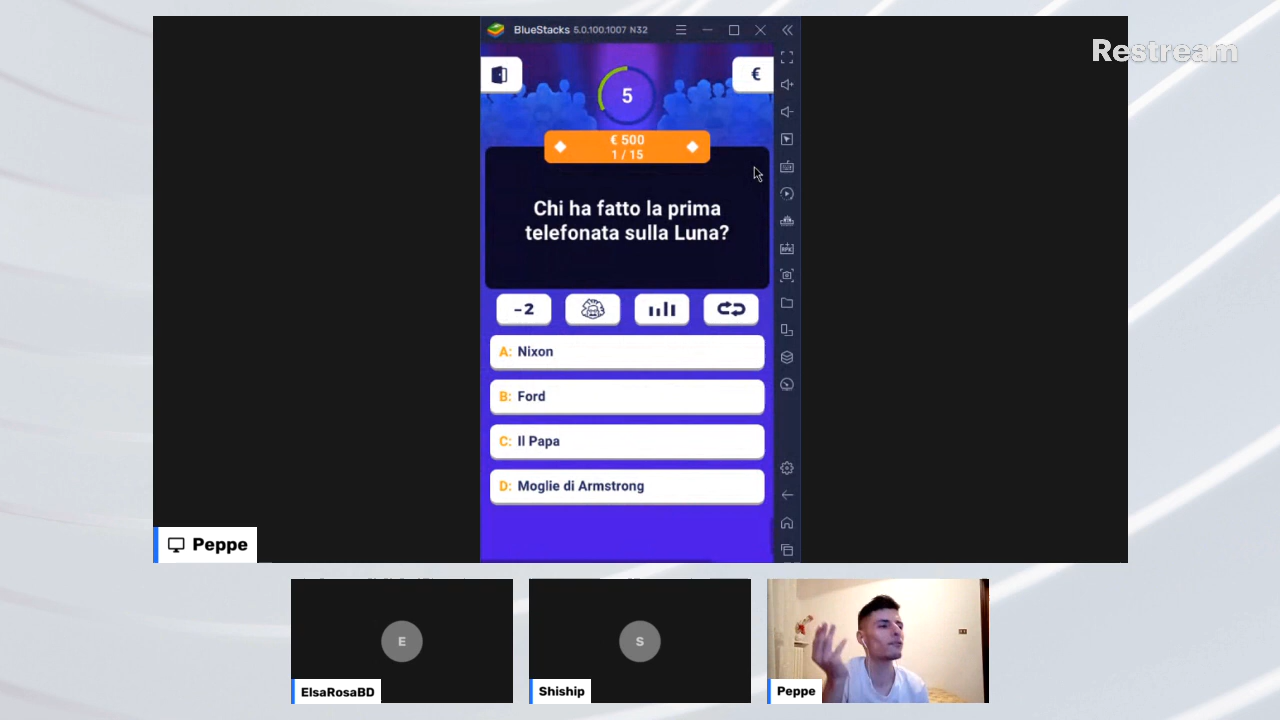 BlueStacks 5.0.100.1007 N32
Restream
€
5
€ 500
1 / 15
Chi ha fatto la prima
telefonata sulla Luna?
-2
A: Nixon
B: Ford
C: Il Papa
D: Moglie di Armstrong
Peppe
E
S
ElsaRosaBD
Shiship
Peppe